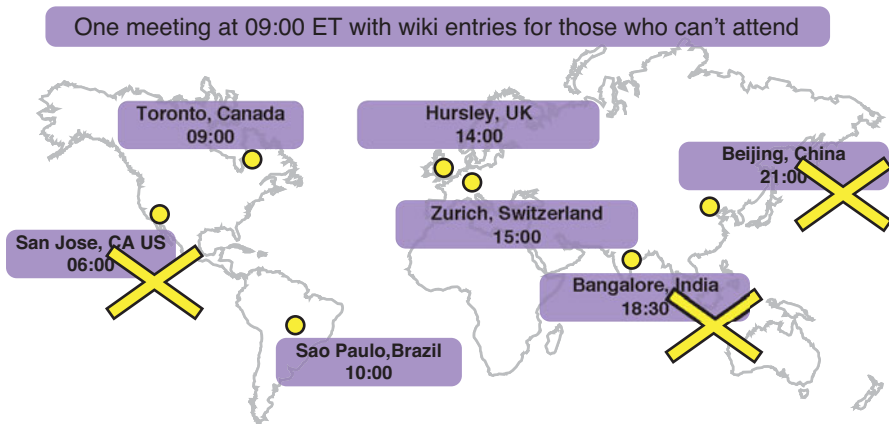 One meeting at 09:00 ET with wiki entries for those who can’t attend
Toronto, Canada
09:00
Hursley, UK
14:00
Beijing, China
21:00
Zurich, Switzerland
15:00
San Jose, CA US
06:00
Bangalore, India
18:30
Sao Paulo,Brazil
10:00